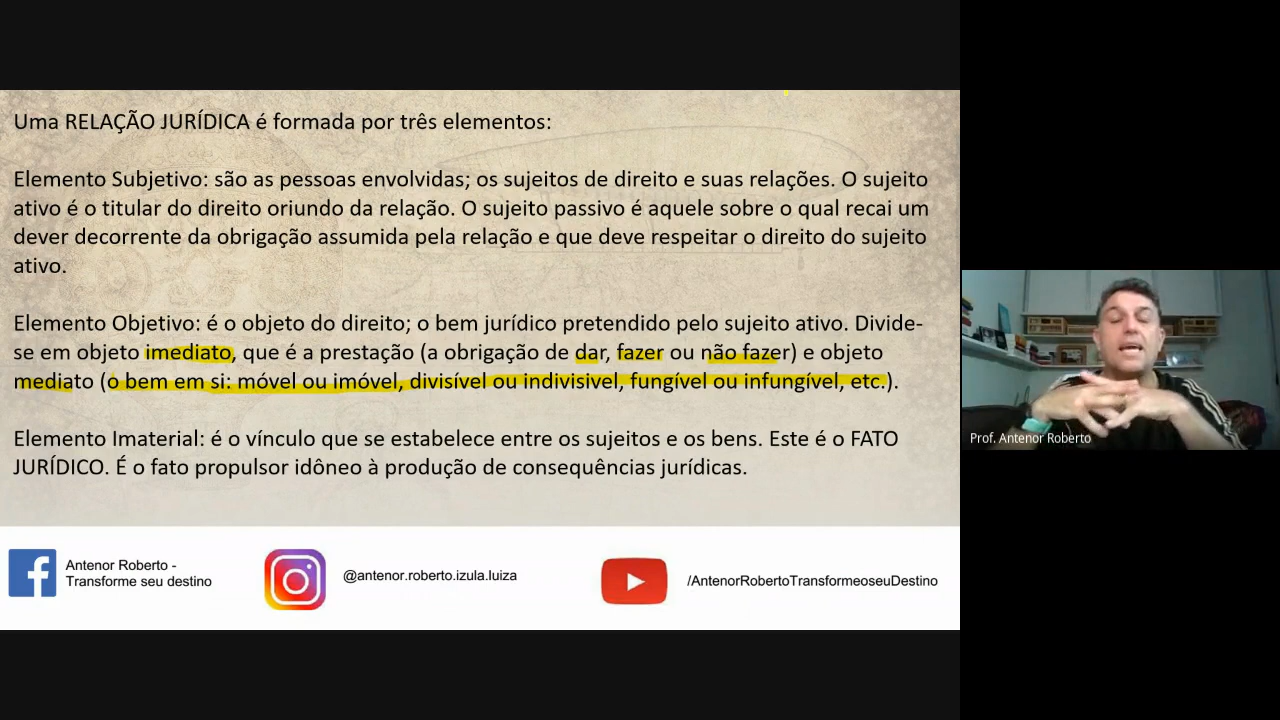 Uma RELAÇÃO JURÍDICA é formada por três elementos:
Elemento Subjetivo: são as pessoas envolvidas; os sujeitos de direito e suas relações. O sujeito
ativo é o titular do direito oriundo da relação. O sujeito passivo é aquele sobre o qual recai um
dever decorrente da obrigação assumida pela relação e que deve respeitar o direito do sujeito
ativo.
Elemento Objetivo: é o objeto do direito; o bem jurídico pretendido pelo sujeito ativo. Divide-
se em objeto imediato, que é a prestação (a obrigação de dar, fazer ou não fazer) e objeto
mediato (o bem em si: móvel ou imóvel, divisível ou indivisivel, fungível ou infungível, etc.).
Elemento Imaterial: é o vínculo que se estabelece entre os sujeitos e os bens. Este é o FATO
JURÍDICO. É o fato propulsor idôneo à produção de consequências jurídicas.
Antenor Roberto -
Transforme seu destino
@antenor.roberto.izula.luiza
/AntenorRobertoTransformeoseuDestino
Prof. Antenor Roberto